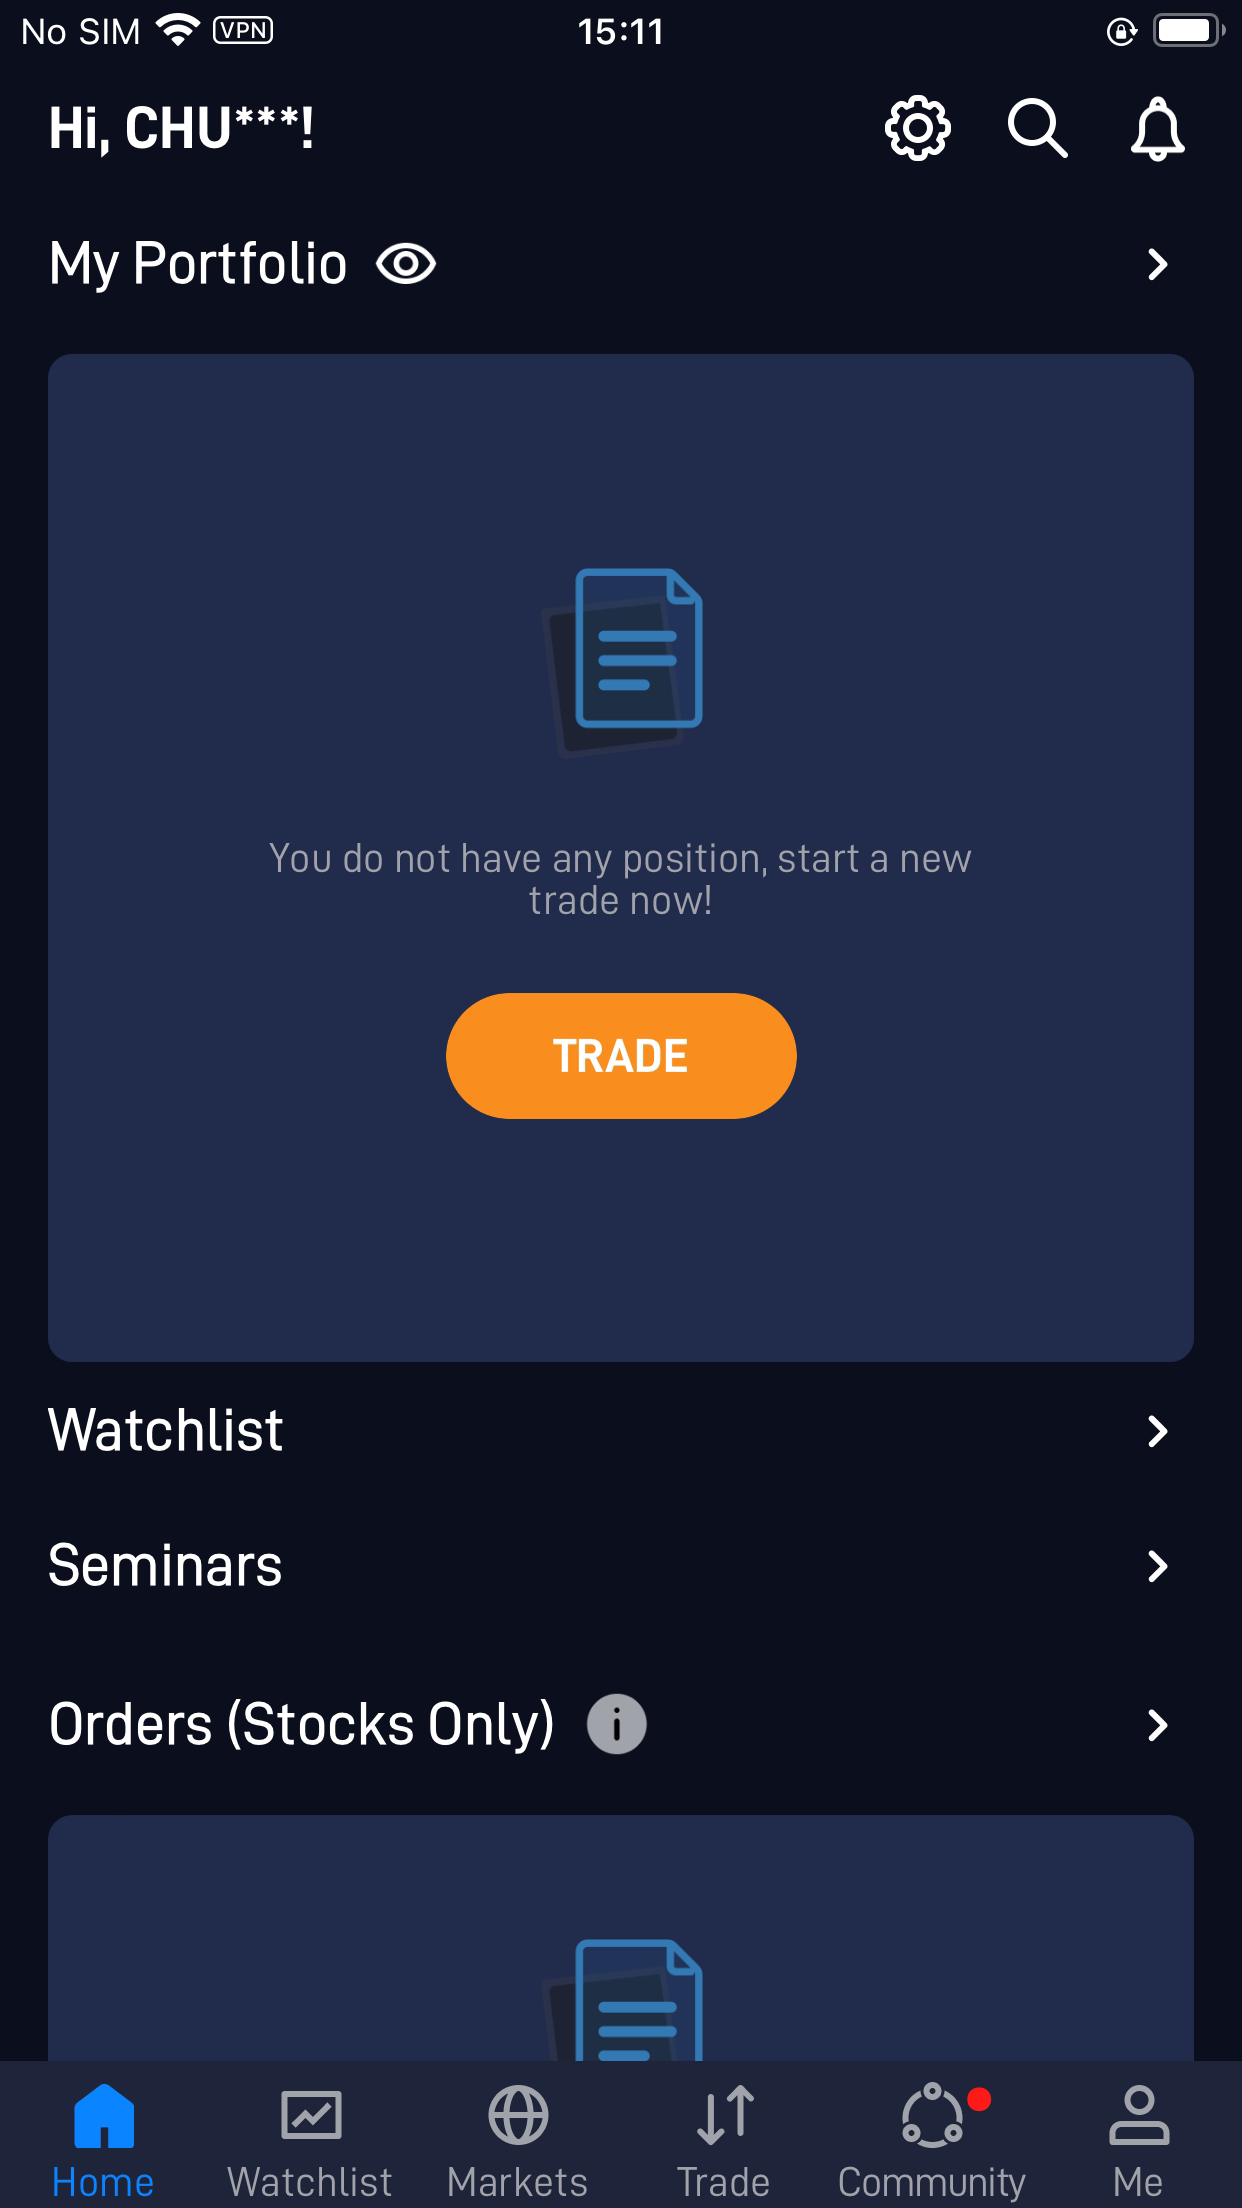 No SIM VPN 15:11
Hi, CHU***!
My Portfolio
You do not have any position, start a new
trade now!
TRADE
Watchlist
Seminars
Orders (Stocks Only)
Home Watchlist Markets Trade Community Me